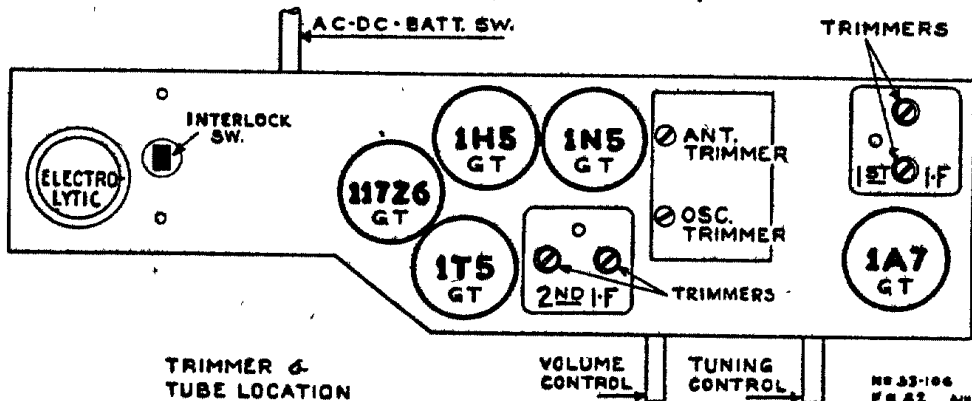 AC-DC-BATT. SW.
TRIMMERS
INTERLOCK
SW.
ELECTRO-
LYTIC
117Z6
GT
1H5
GT
1N5
GT
1T5
GT
ANT.
TRIMMER
OSC.
TRIMMER
1ST I-F
2ND I-F
TRIMMERS
1A7
GT
TRIMMER &
TUBE LOCATION
VOLUME
CONTROL
TUNING
CONTROL